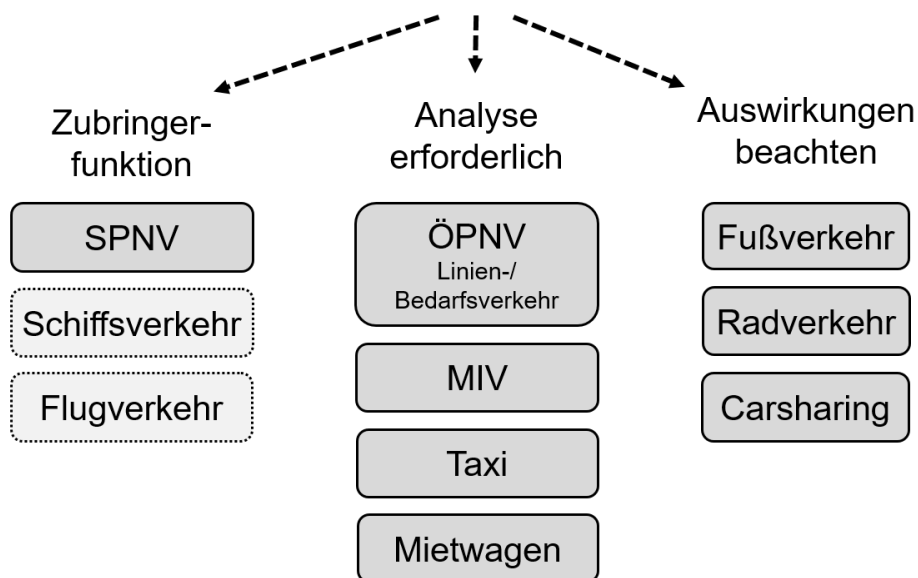 Zubringer-
funktion
SPNV
Schiffsverkehr
Flugverkehr
Analyse
erforderlich
ÖPNV
Linien-/
Bedarfsverkehr
MIV
Taxi
Mietwagen
Auswirkungen
beachten
Fußverkehr
Radverkehr
Carsharing